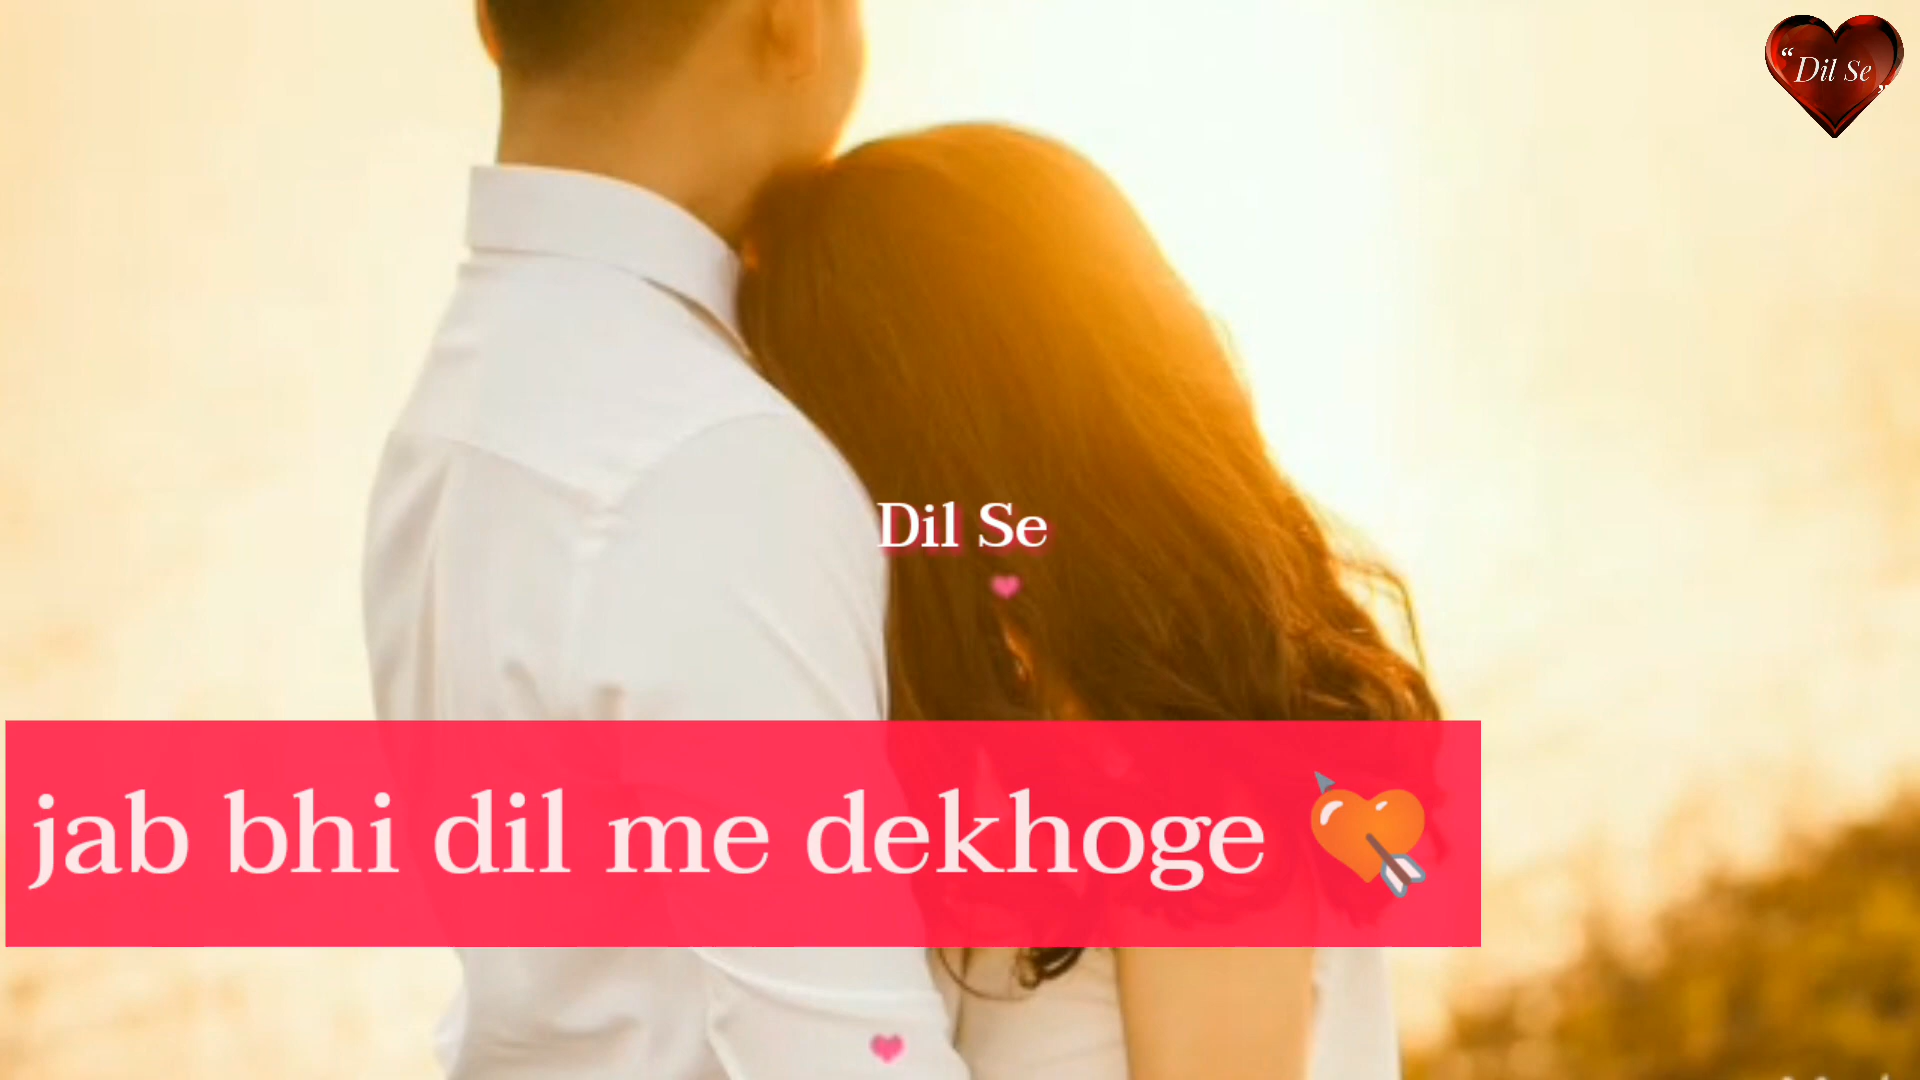 “Dil Se„
Dil Se
jab bhi dil me dekhoge 💘